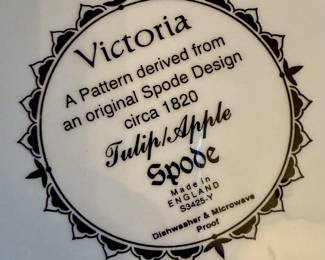 Victoria
A Pattern derived from
an original Spode Design
circa 1820
Tulip/Apple
Spode
Made in
ENGLAND
S3425-Y
Dishwasher & Microwave
Proof